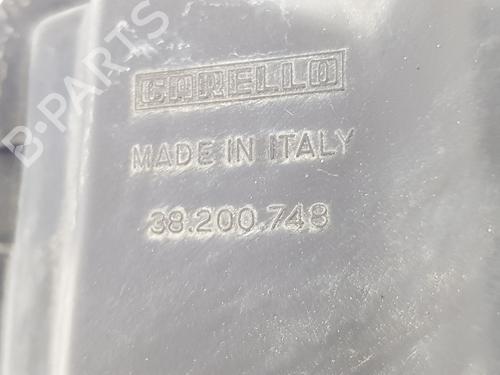 B-PARTS
CARELLO
MADE IN ITALY
38.200.748